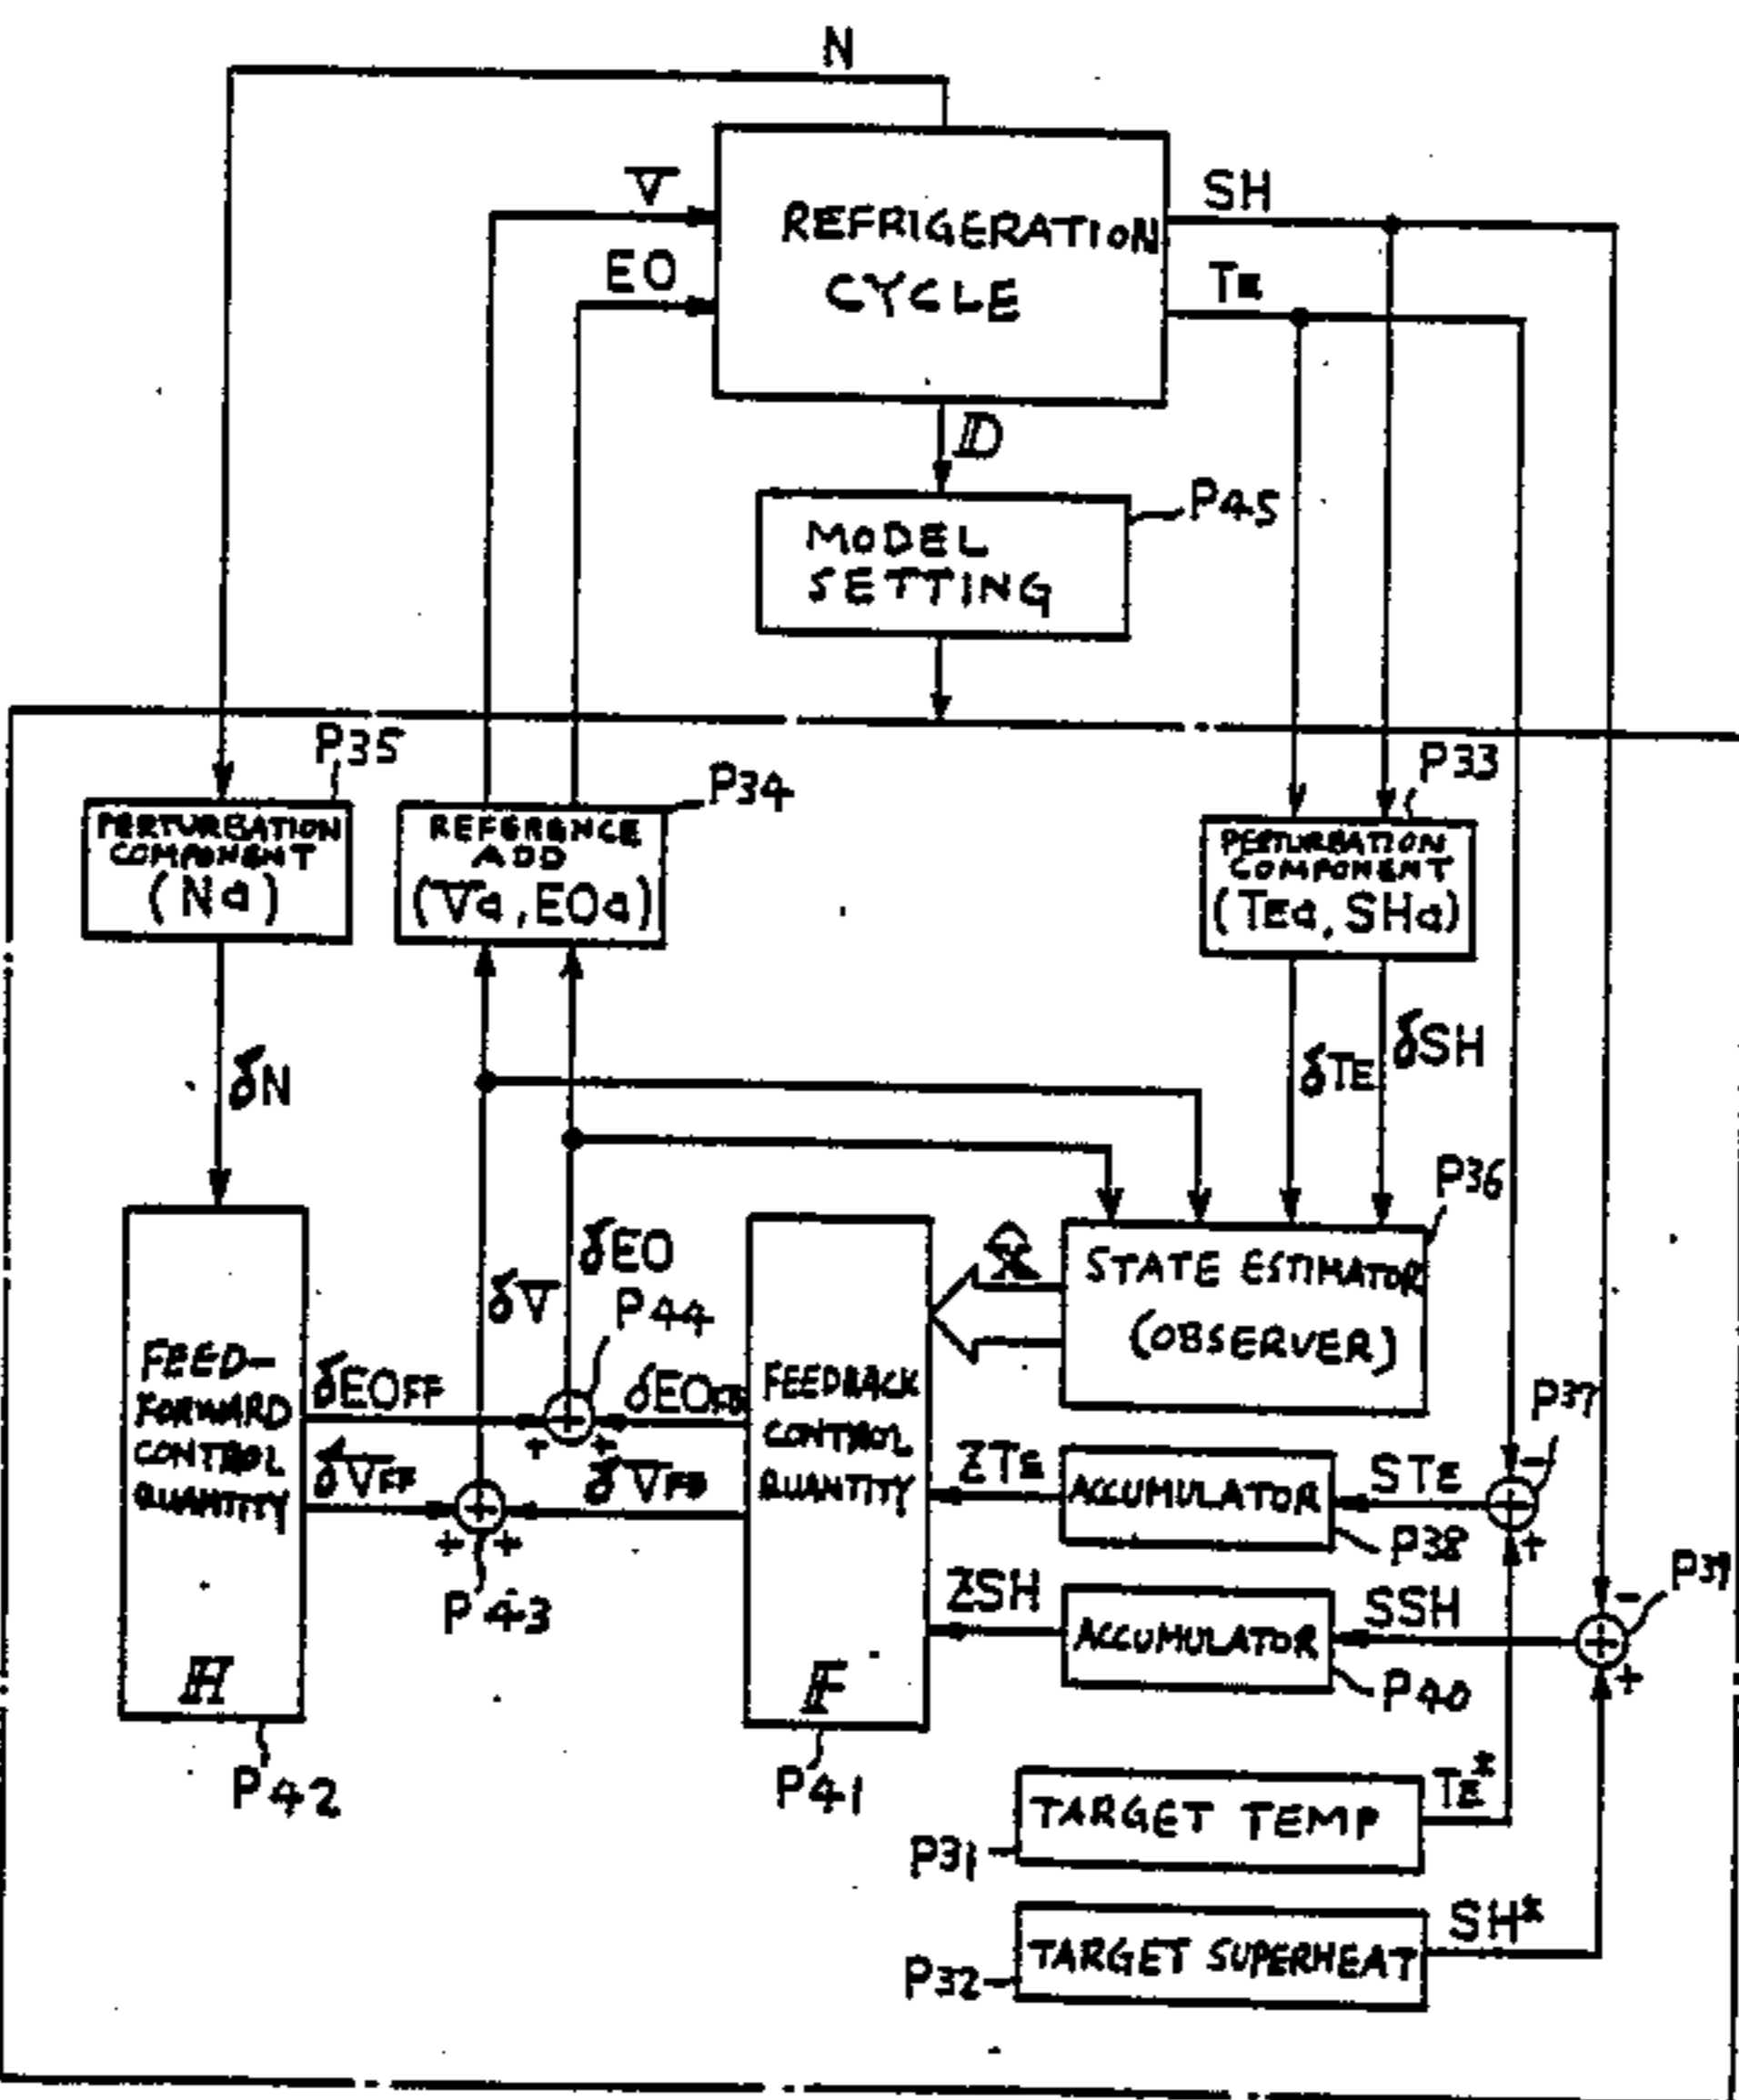 N
V
EO
REFRIGERATION
CYCLE
SH
TE
D
MODEL
SETTING
P45
P35
P34
P33
PERTURBATION
COMPONENT
(Na)
REFERENCE
ADD
(Va, EOa)
PERTURBATION
COMPONENT
(TEa, SHa)
δN
δTE
δSH
P36
δEO
δV
P44
X̂
STATE ESTIMATOR
(OBSERVER)
FEED-
FORWARD
CONTROL
QUANTITY
H
δEOFF
δVFF
δEOFB
δVFB
FEEDBACK
CONTROL
QUANTITY
F
P37
ZTE
ACCUMULATOR
STE
-
+
P38
+ +
+ +
P43
ZSH
ACCUMULATOR
SSH
-
+
P39
P40
P42
P41
TARGET TEMP
TE*
P31
TARGET SUPERHEAT
SH*
P32